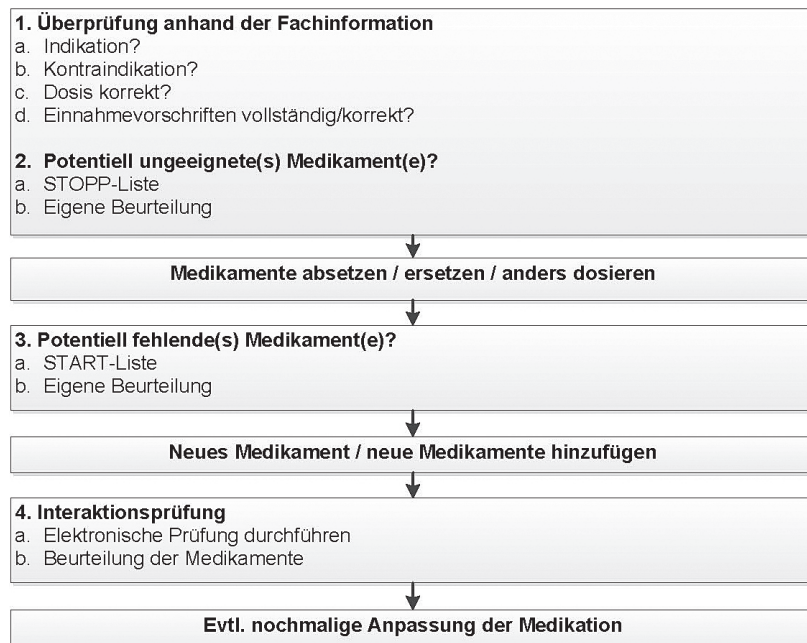 1. Überprüfung anhand der Fachinformation
a. Indikation?
b. Kontraindikation?
c. Dosis korrekt?
d. Einnahmevorschriften vollständig/korrekt?
2. Potentiell ungeeignete(s) Medikament(e)?
a. STOPP-Liste
b. Eigene Beurteilung
Medikamente absetzen / ersetzen / anders dosieren
3. Potentiell fehlende(s) Medikament(e)?
a. START-Liste
b. Eigene Beurteilung
Neues Medikament / neue Medikamente hinzufügen
4. Interaktionsprüfung
a. Elektronische Prüfung durchführen
b. Beurteilung der Medikamente
Evtl. nochmalige Anpassung der Medikation